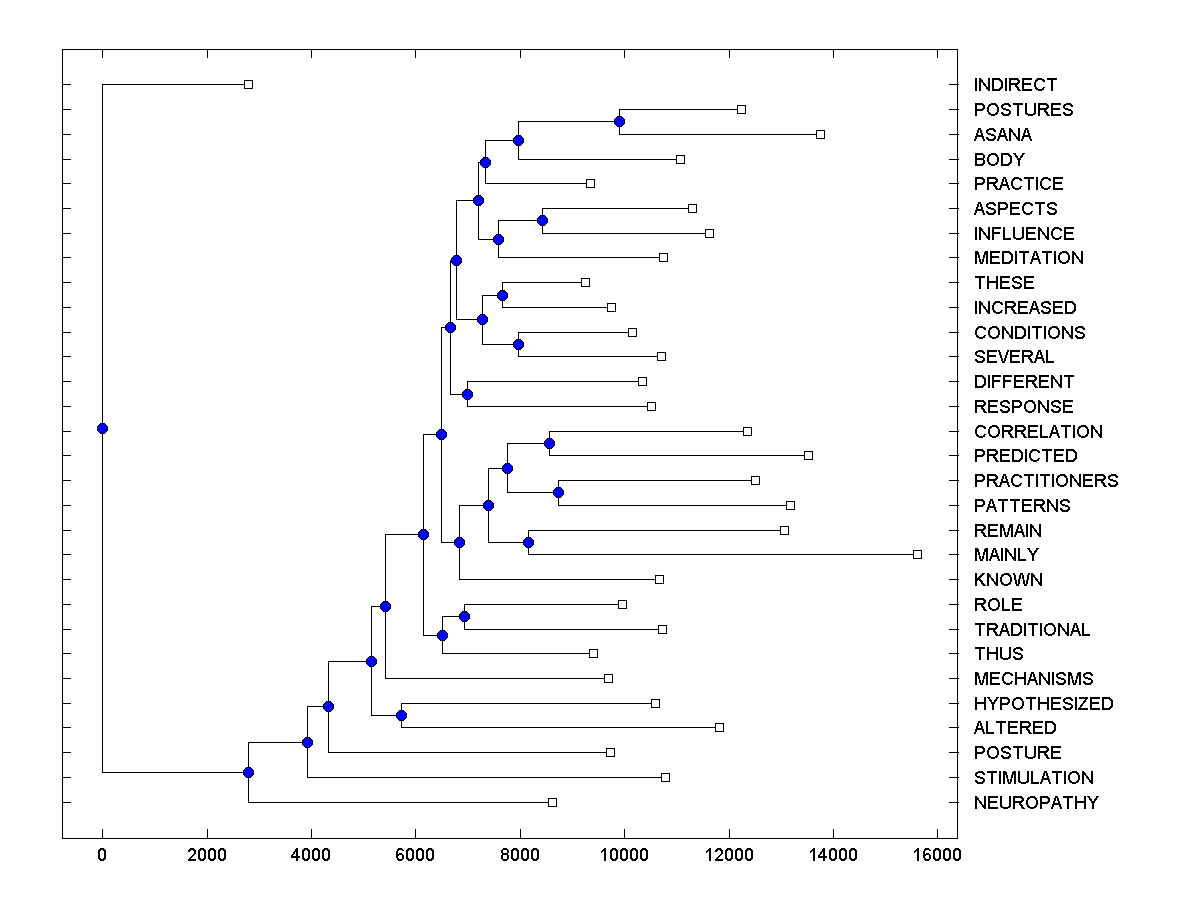 INDIRECT
POSTURES
ASANA
BODY
PRACTICE
ASPECTS
INFLUENCE
MEDITATION
THESE
INCREASED
CONDITIONS
SEVERAL
DIFFERENT
RESPONSE
CORRELATION
PREDICTED
PRACTITIONERS
PATTERNS
REMAIN
MAINLY
KNOWN
ROLE
TRADITIONAL
THUS
MECHANISMS
HYPOTHESIZED
ALTERED
POSTURE
STIMULATION
NEUROPATHY
0 2000 4000 6000 8000 10000 12000 14000 16000